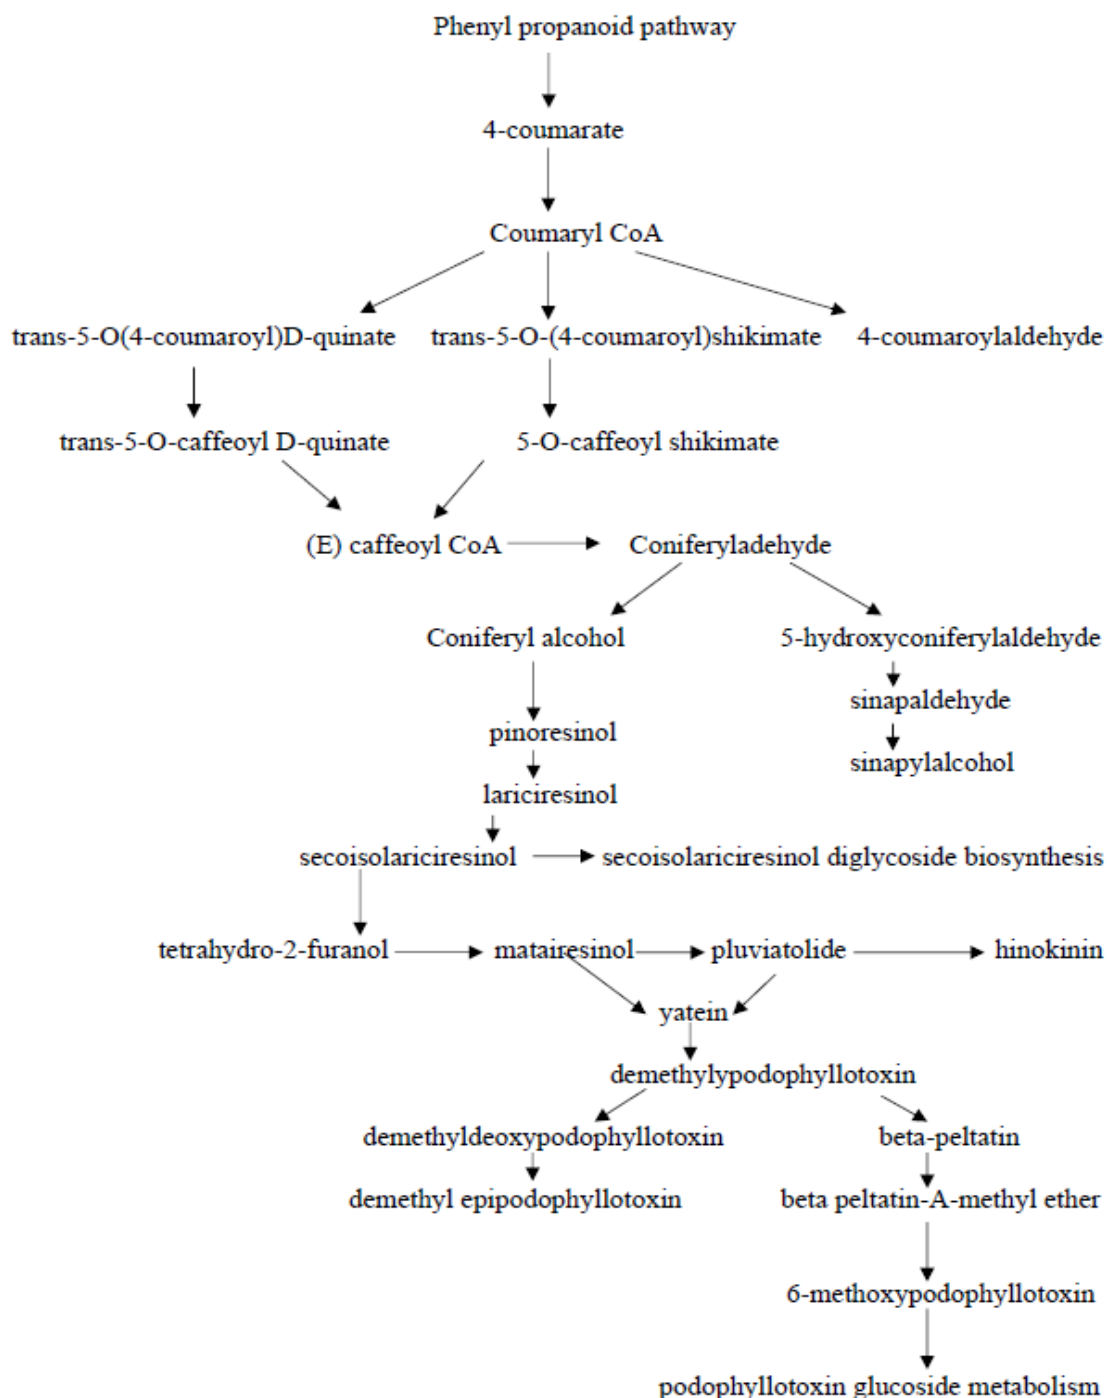 Phenyl propanoid pathway
4-coumarate
Coumaryl CoA
trans-5-O(4-coumaroyl)D-quinate trans-5-O-(4-coumaroyl)shikimate 4-coumaroylaldehyde
trans-5-O-caffeoyl D-quinate 5-O-caffeoyl shikimate
(E) caffeoyl CoA Coniferyladehyde
Coniferyl alcohol 5-hydroxyconiferylaldehyde
sinapaldehyde
pinoresinol
sinapylalcohol
lariciresinol
secoisolariciresinol secoisolariciresinol diglycoside biosynthesis
tetrahydro-2-furanol matairesinol pluviatolide hinokinin
yatein
demethylypodophyllotoxin
demethyldeoxypodophyllotoxin beta-peltatin
demethyl epipodophyllotoxin beta peltatin-A-methyl ether
6-methoxypodophyllotoxin
podophyllotoxin glucoside metabolism